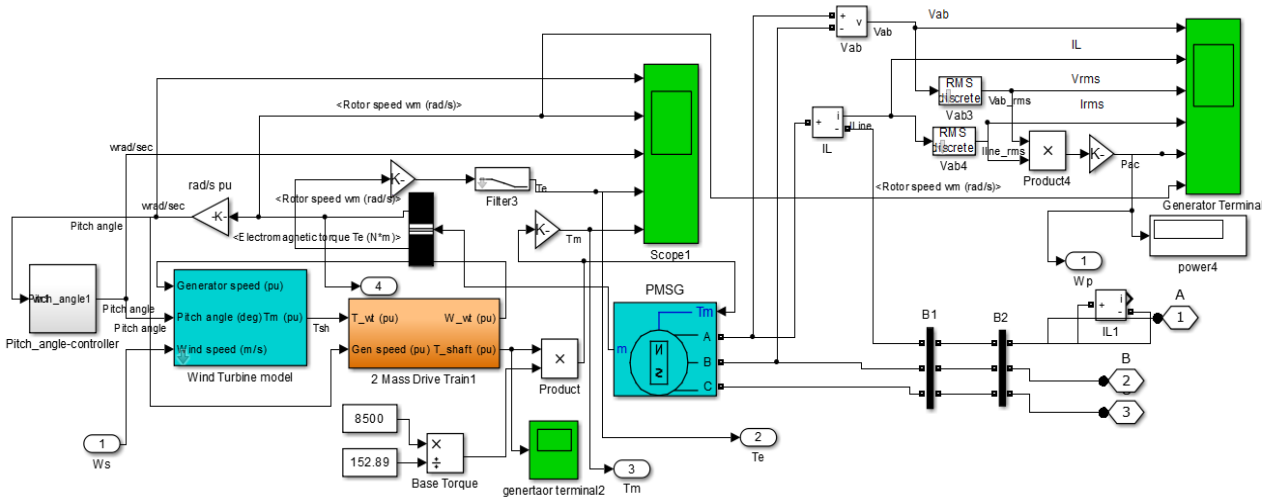 Vab
+
-
v
Vab
Vab
IL
<Rotor speed wm (rad/s)>
RMS
discrete
Vab3
Vab_rms
Vrms
Irms
+
i
-
ILine
IL
RMS
discrete
Vab4
Iline_rms
×
Product4
K-
Pac
<Rotor speed wm (rad/s)>
Generator Terminal
wrad/sec
rad/s pu
wrad/sec
-K-
Pitch angle
K-
Filter3
Te
<Rotor speed wm (rad/s)>
<Electromagnetic torque Te (N*m)>
K-
Tm
Scope1
power4
1
Wp
4
Pitch_angle1
Pitch_angle-controller
Pitch angle
Pitch angle
Generator speed (pu)
Pitch angle (deg)
Tm (pu)
Wind speed (m/s)
Wind Turbine model
Tsh
T_wt (pu)
W_wt (pu)
Gen speed (pu)
T_shaft (pu)
2 Mass Drive Train1
×
Product
PMSG
Tm
m
N
S
A
B
C
B1
B2
+
i
-
IL1
A
1
B
2
3
1
Ws
8500
152.89
×
÷
Base Torque
genertaor terminal2
3
Tm
2
Te